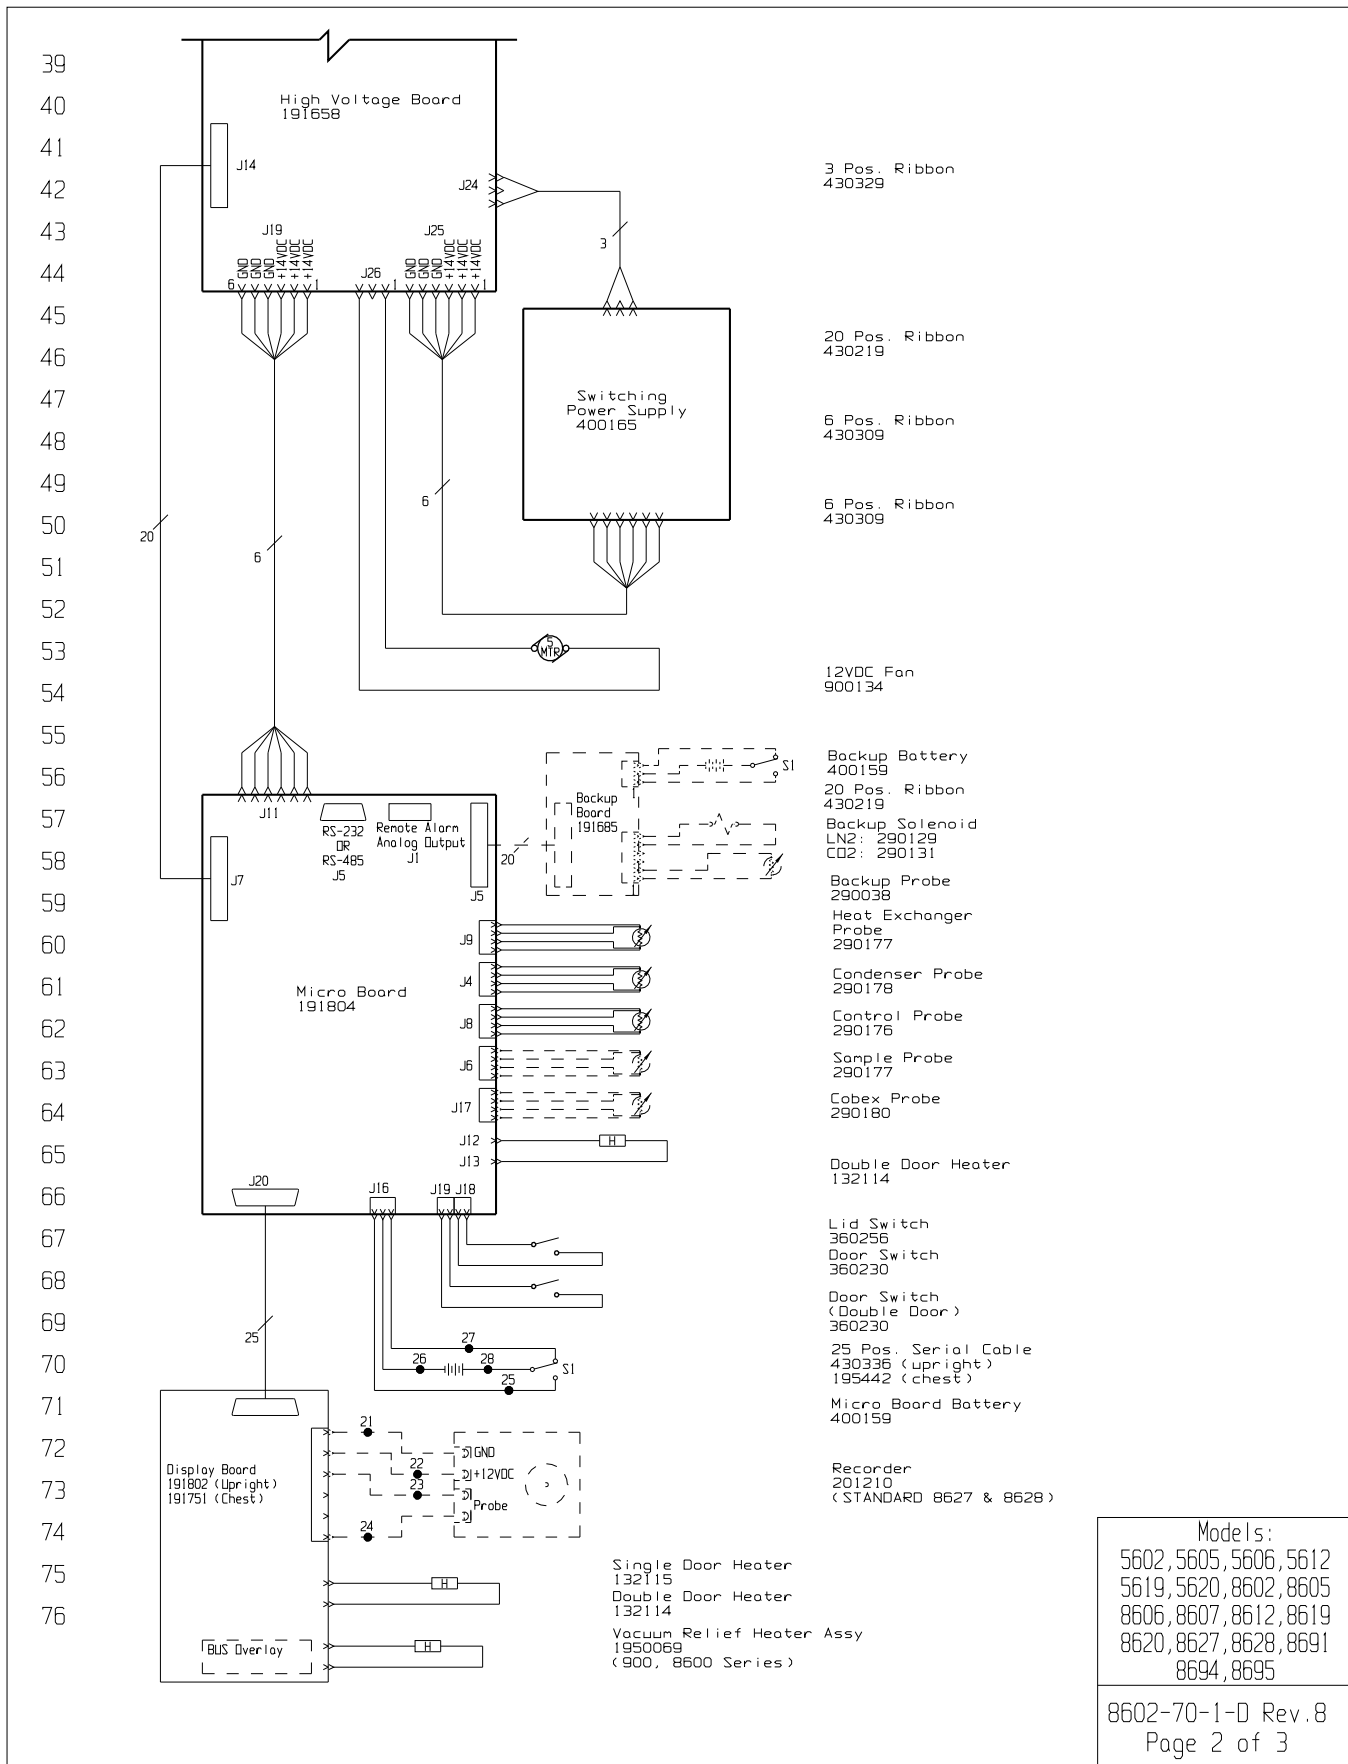 39
40
41
42
43
44
45
46
47
48
49
50
51
52
53
54
55
56
57
58
59
60
61
62
63
64
65
66
67
68
69
70
71
72
73
74
75
76
High Voltage Board
191658
J14
J24
J19
GND
GND
GND
+14VDC
+14VDC
+14VDC
6
1
J26
1
J25
GND
GND
GND
+14VDC
+14VDC
+14VDC
1
3
Switching
Power Supply
400165
6
20
6
5
MTR
3 Pos. Ribbon
430329
20 Pos. Ribbon
430219
6 Pos. Ribbon
430309
6 Pos. Ribbon
430309
12VDC Fan
900134
J11
RS-232
OR
RS-485
J5
Remote Alarm
Analog Output
J1
J7
J5
20
Backup
Board
191685
1
1
S1
Backup Battery
400159
20 Pos. Ribbon
430219
Backup Solenoid
LN2: 290129
CO2: 290131
Backup Probe
290038
Heat Exchanger
Probe
290177
Condenser Probe
290178
Control Probe
290176
Sample Probe
290177
Cobex Probe
290180
Double Door Heater
132114
Lid Switch
360256
Door Switch
360230
Door Switch
(Double Door)
360230
25 Pos. Serial Cable
430336 (upright)
195442 (chest)
Micro Board Battery
400159
Recorder
201210
(STANDARD 8627 & 8628)
Micro Board
191804
J9
J4
J8
J6
J17
J12
J13
H
J20
J16
J19
J18
25
27
26
28
25
S1
Display Board
191802 (Upright)
191751 (Chest)
21
22
23
24
GND
+12VDC
Probe
H
H
BUS Overlay
Single Door Heater
132115
Double Door Heater
132114
Vacuum Relief Heater Assy
1950069
(900, 8600 Series)
Models:
5602,5605,5606,5612
5619,5620,8602,8605
8606,8607,8612,8619
8620,8627,8628,8691
8694,8695
8602-70-1-D Rev.8
Page 2 of 3